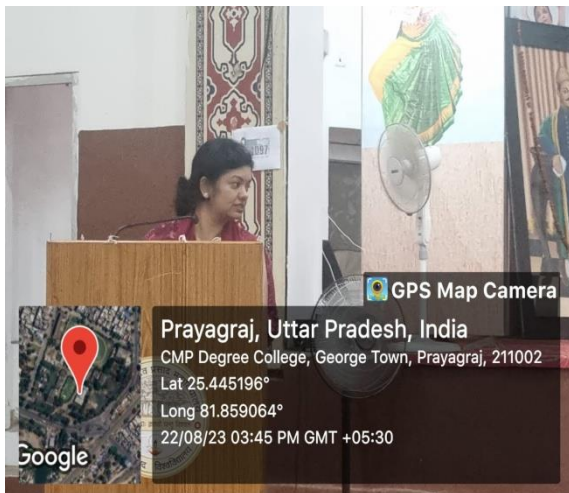 1097
GPS Map Camera
Prayagraj, Uttar Pradesh, India
CMP Degree College, George Town, Prayagraj, 211002
Lat 25.445196°
Long 81.859064°
22/08/23 03:45 PM GMT +05:30
Google